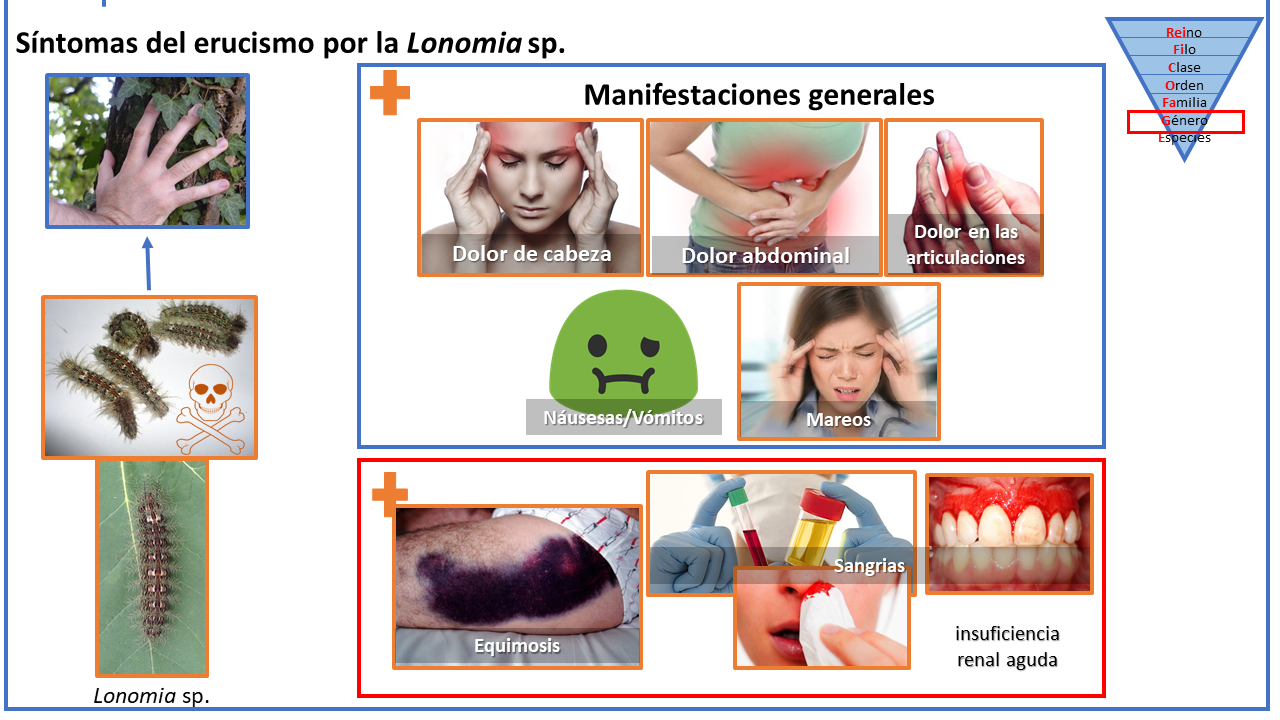 Síntomas del erucismo por la Lonomia sp.
Reino
Filo
Clase
Orden
Familia
Género
Especies
Manifestaciones generales
Dolor de cabeza
Dolor abdominal
Dolor en las
articulaciones
Náusesas/Vómitos
Mareos
Equimosis
Sangrias
insuficiencia
renal aguda
Lonomia sp.